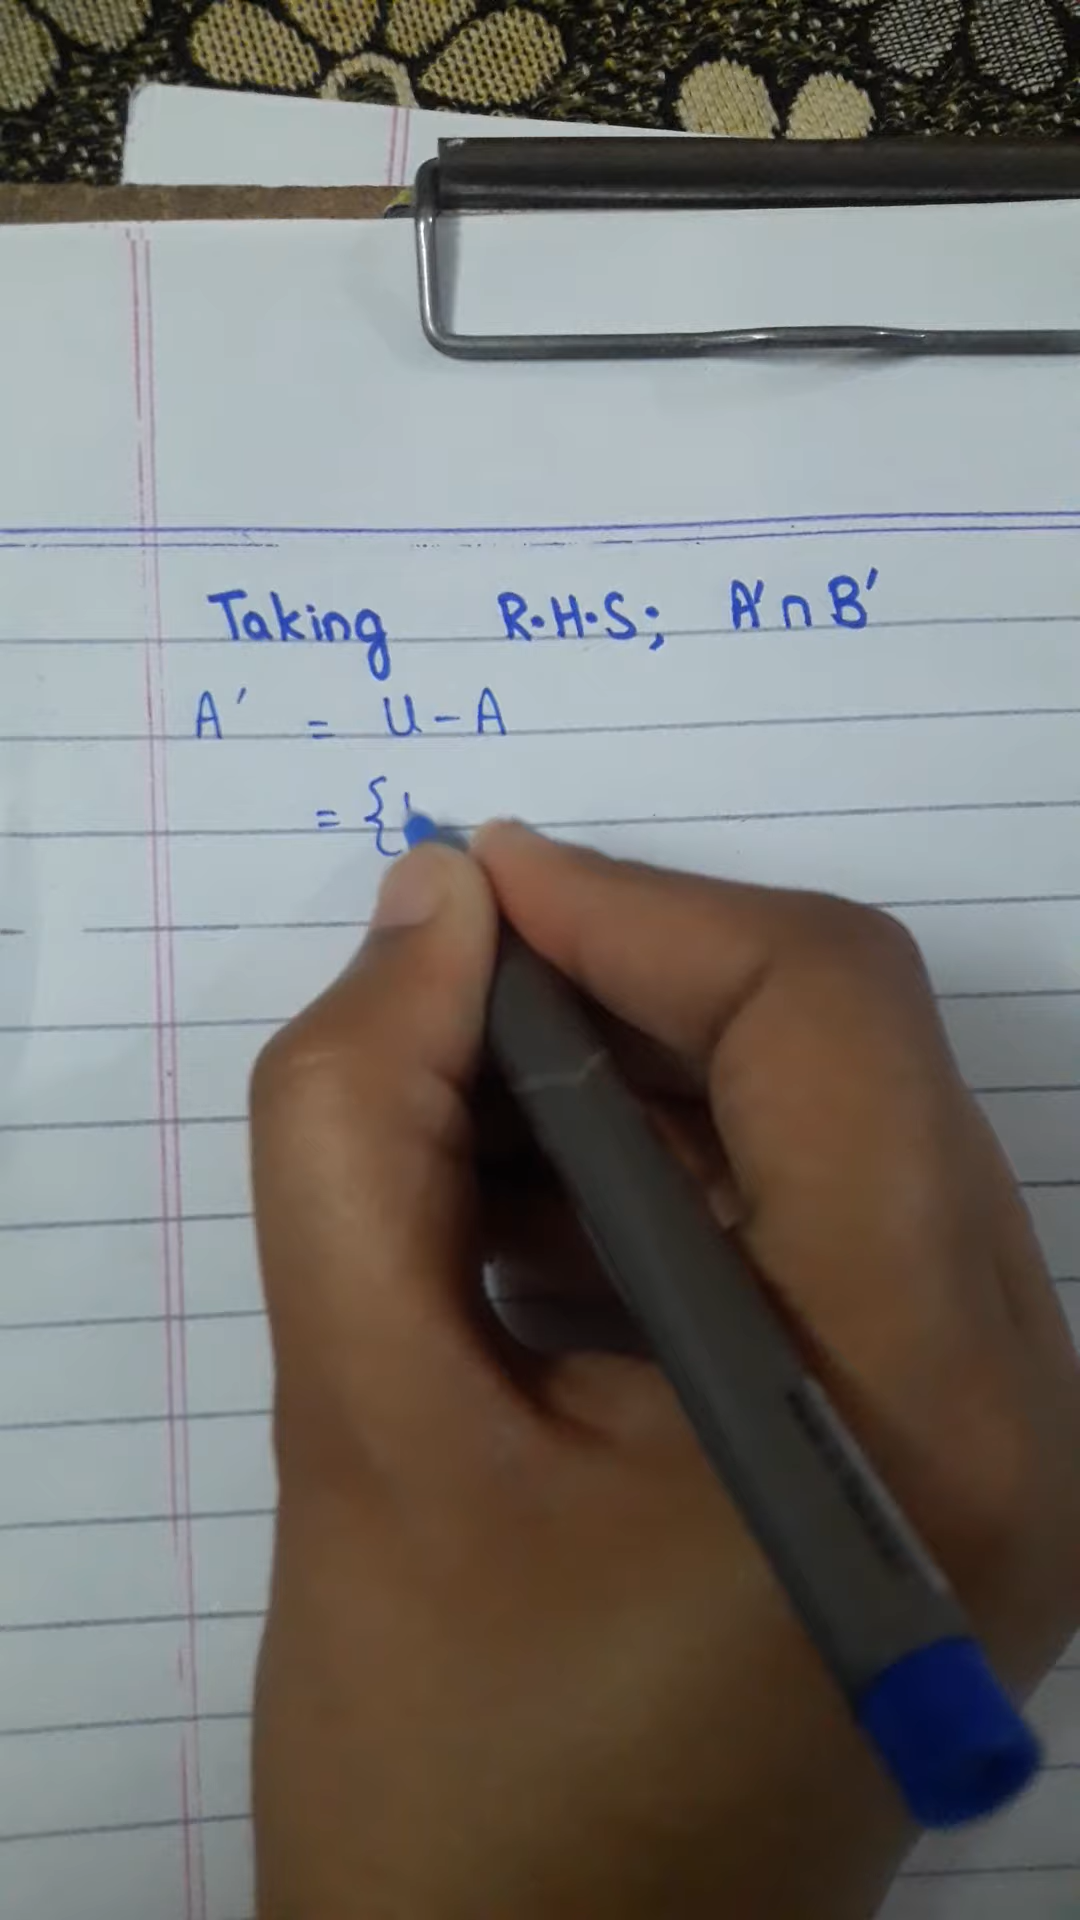 Taking R.H.S; A'∩B'
A' = U-A
= {